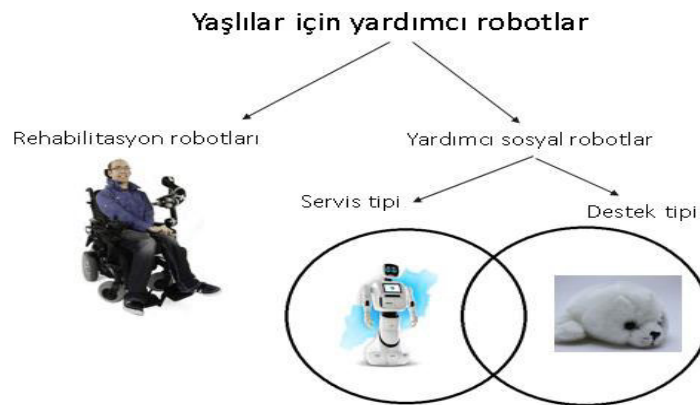 Yaşlılar için yardımcı robotlar
Rehabilitasyon robotları
Yardımcı sosyal robotlar
Servis tipi
Destek tipi